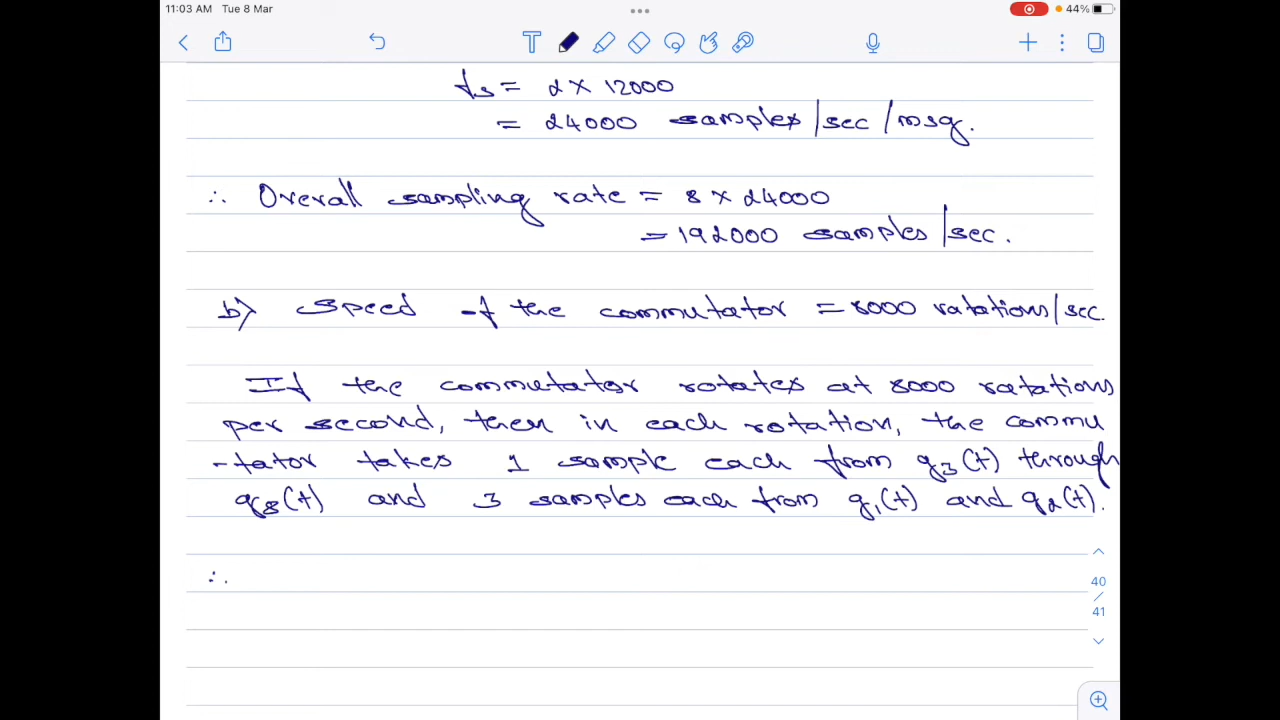 11:03 AM Tue 8 Mar
44%
fs = 2 × 12000
= 24000 samples/sec/msg.
∴ Overall sampling rate = 8 × 24000
= 192000 samples/sec.
b) Speed of the commutator = 8000 rotations/sec.
If the commutator rotates at 8000 rotations
per second, then in each rotation, the commu
-tator takes 1 sample each from g3(t) through
g8(t) and 3 samples each from g1(t) and g2(t).
∴
40
/
41